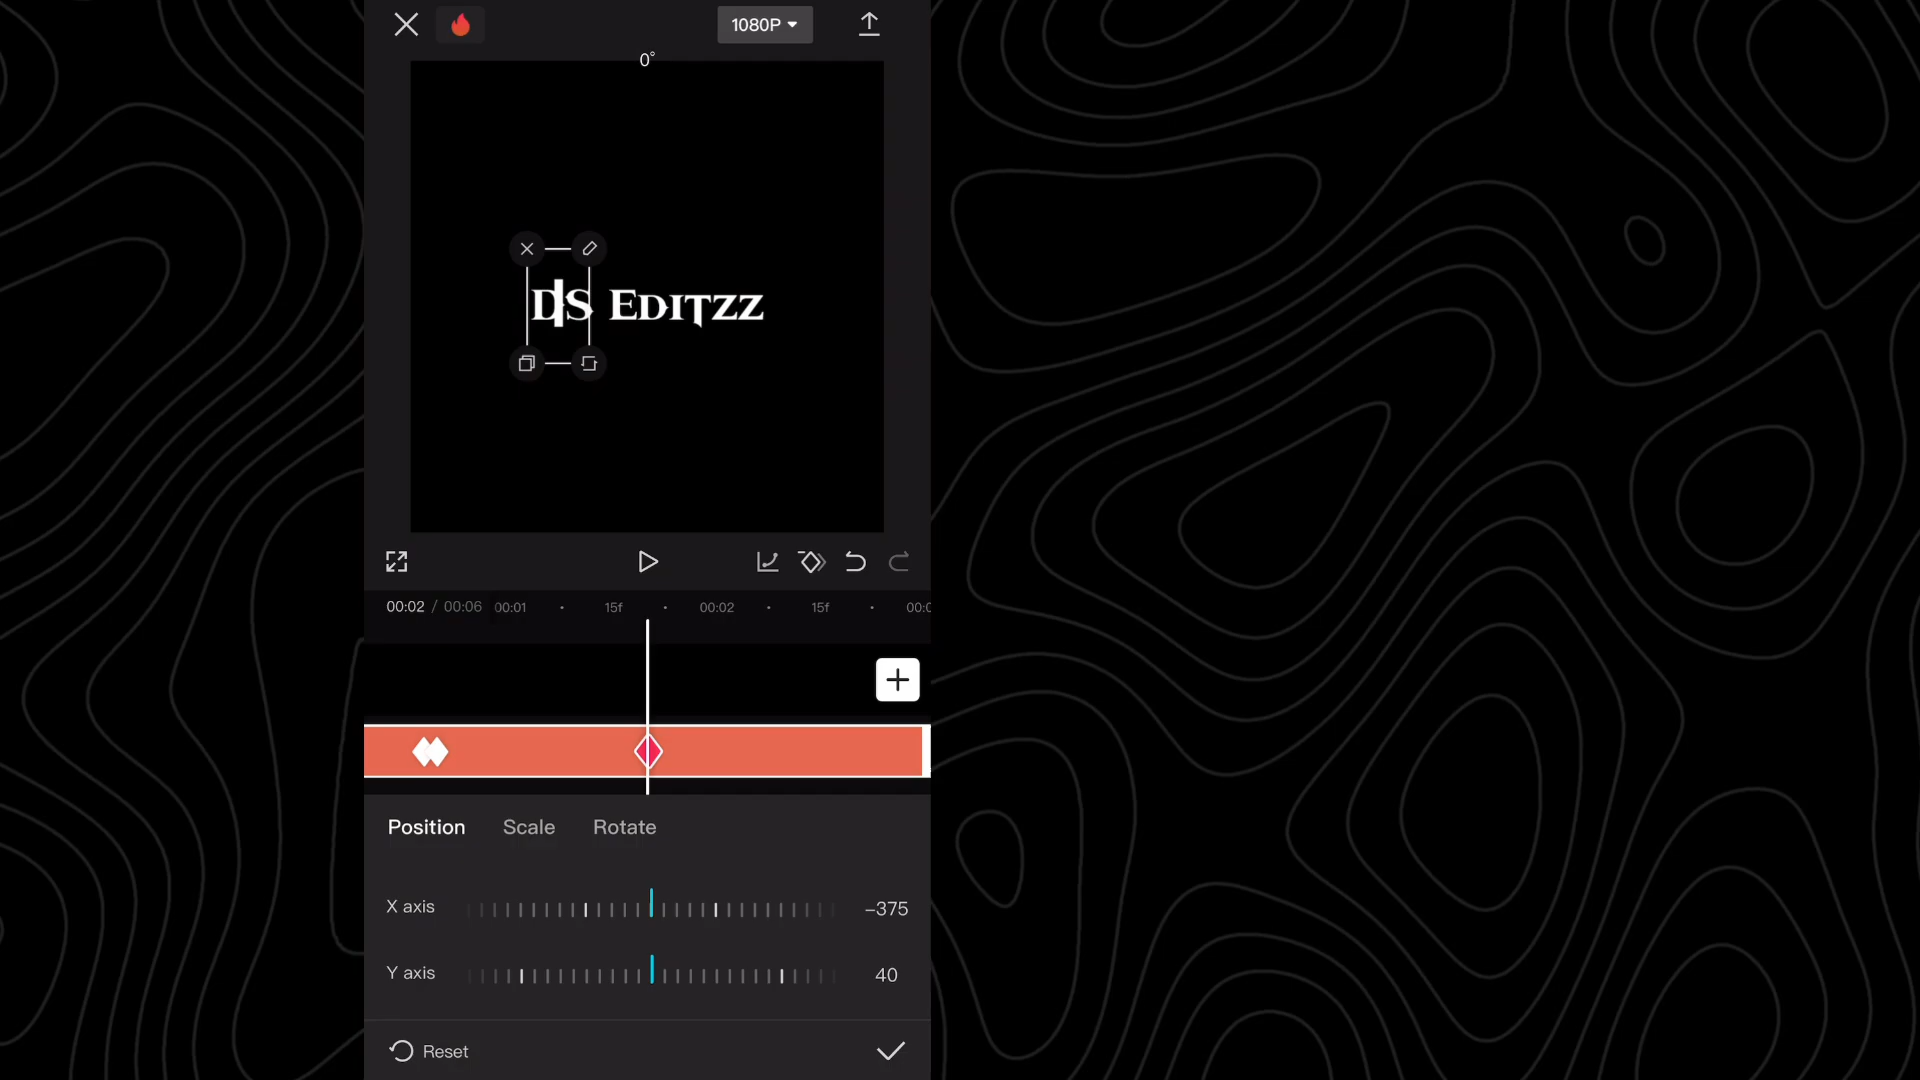 1080P
0°
DS EDITZZ
00:02 / 00:06 00:01 15f 00:02 15f
Position Scale Rotate
X axis -375
Y axis 40
Reset